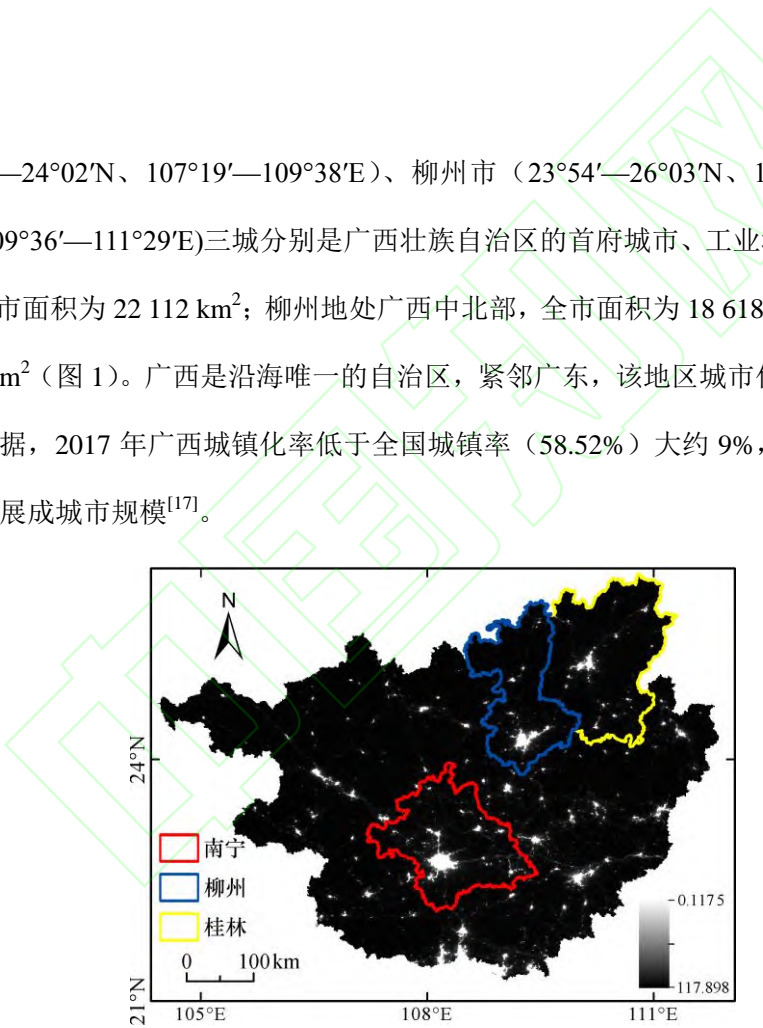 —24°02′N、107°19′—109°38′E）、柳州市（23°54′—26°03′N、1
09°36′—111°29′E)三城分别是广西壮族自治区的首府城市、工业
市面积为 22 112 km²；柳州地处广西中北部，全市面积为 18 618
m²（图 1）。广西是沿海唯一的自治区，紧邻广东，该地区城市
据，2017 年广西城镇化率低于全国城镇率（58.52%）大约 9%，
展成城市规模[17]。
N
24°N
南宁
柳州
桂林
0 100 km
0.1175
117.898
21°N
105°E 108°E 111°E